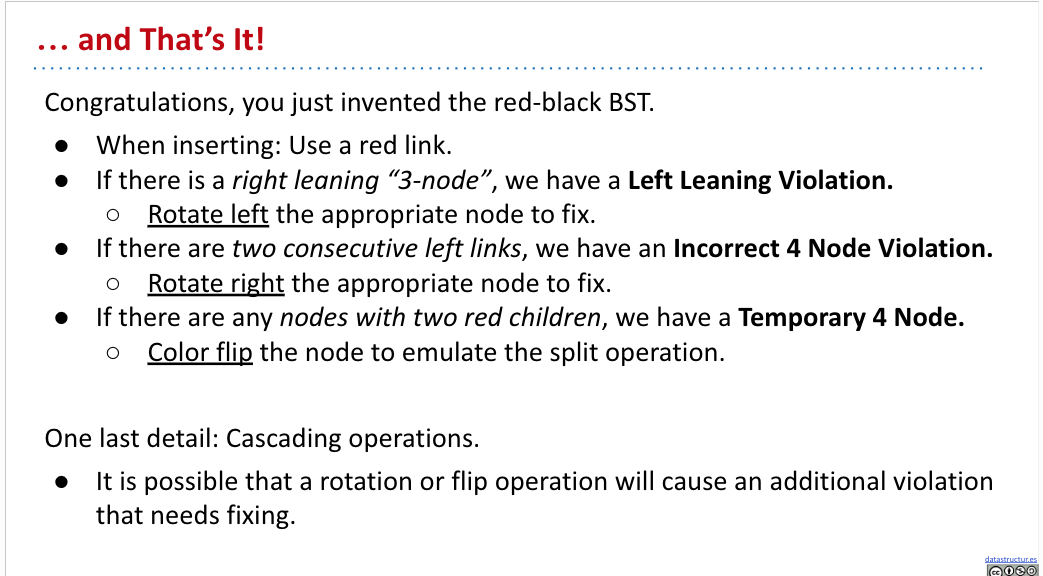 … and That’s It!
Congratulations, you just invented the red-black BST.
● When inserting: Use a red link.
● If there is a right leaning “3-node”, we have a Left Leaning Violation.
○ Rotate left the appropriate node to fix.
● If there are two consecutive left links, we have an Incorrect 4 Node Violation.
○ Rotate right the appropriate node to fix.
● If there are any nodes with two red children, we have a Temporary 4 Node.
○ Color flip the node to emulate the split operation.
One last detail: Cascading operations.
● It is possible that a rotation or flip operation will cause an additional violation
that needs fixing.
datastructur.es